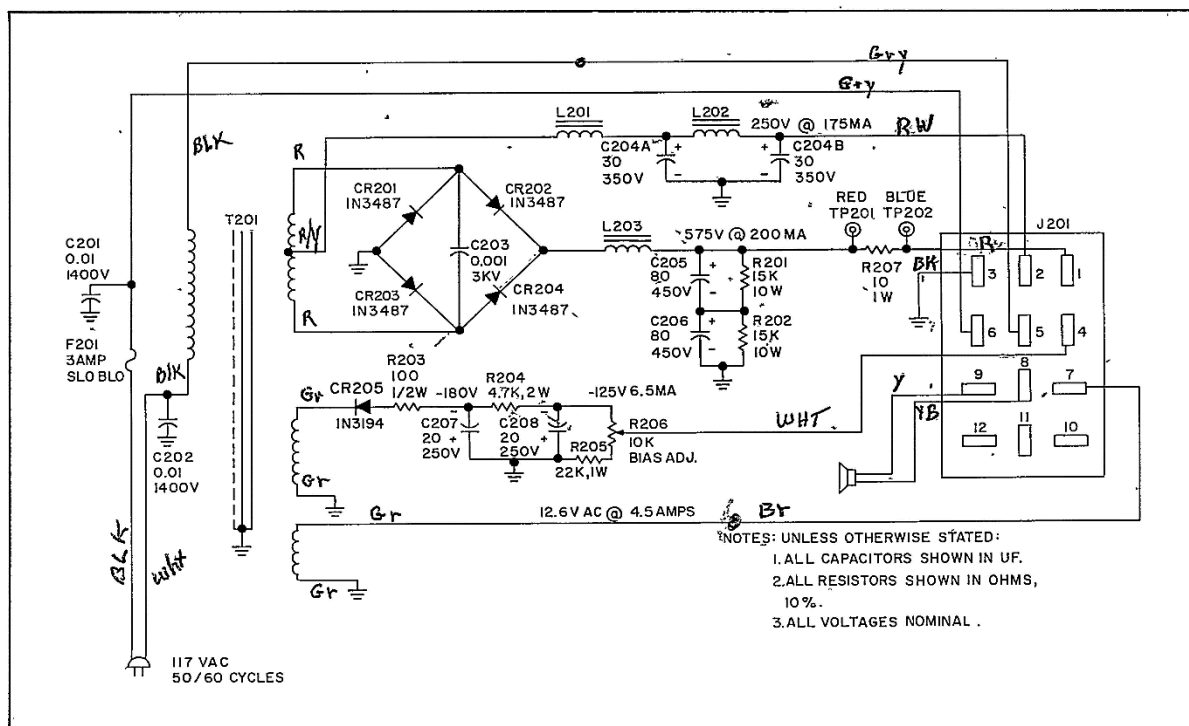 Gry
Gry
L201
L202
250V @ 175MA
RW
BLK
R
C204A
30
350V
C204B
30
350V
CR201
IN3487
CR202
IN3487
RED
TP201
BLUE
TP202
T201
R/Y
L203
575V @ 200MA
J201
C201
0.01
1400V
C203
0.001
3KV
C205
80
450V
R201
15K
10W
R207
10
1W
BK
3
2
1
CR203
IN3487
CR204
IN3487
R
C206
80
450V
R202
15K
10W
6
5
4
F201
3AMP
SLO BLO
BlK
R203
100
1/2W
Gr
CR205
IN3194
-180V
R204
4.7K, 2W
-125V 6.5MA
Y
9
8
7
WHT
YB
C207
20
250V
C208
20
250V
R205
22K, 1W
R206
10K
BIAS ADJ.
12
11
10
C202
0.01
1400V
Gr
Gr
12.6V AC @ 4.5 AMPS
Br
BLK
Wht
Gr
NOTES: UNLESS OTHERWISE STATED:
1. ALL CAPACITORS SHOWN IN UF.
2. ALL RESISTORS SHOWN IN OHMS,
10%.
3. ALL VOLTAGES NOMINAL.
117 VAC
50/60 CYCLES